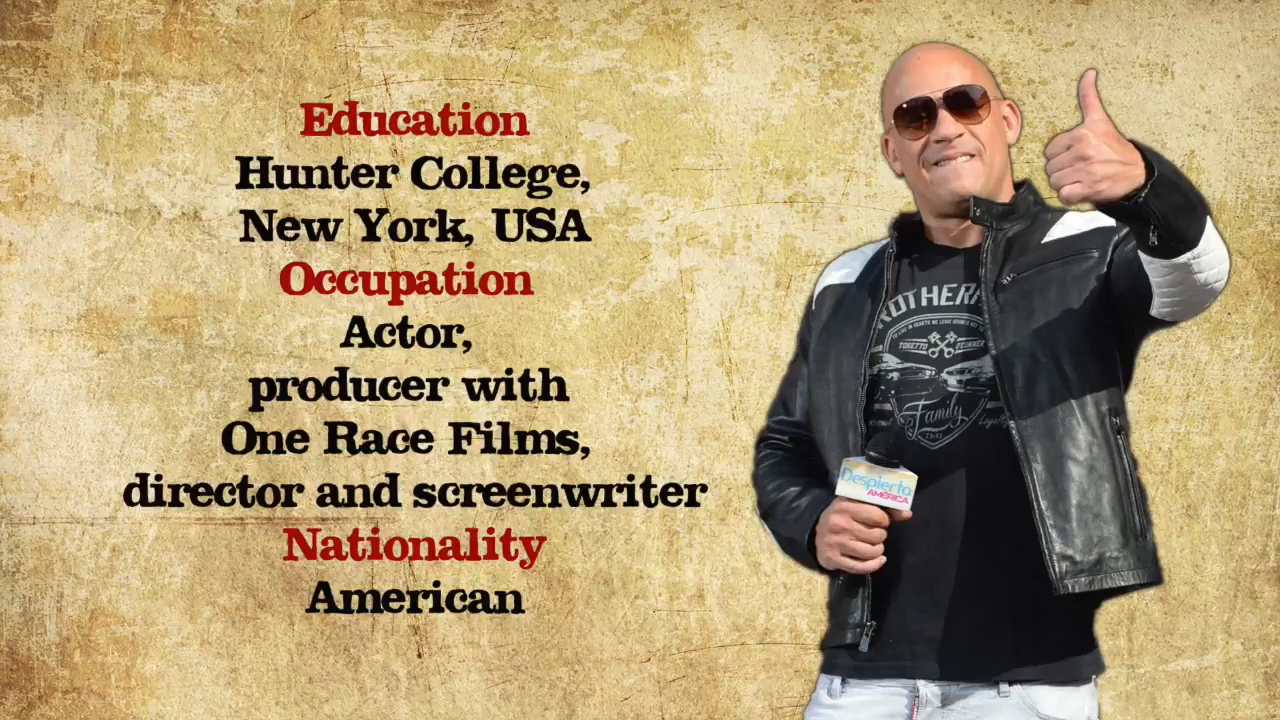 Education
Hunter College,
New York, USA
Occupation
Actor,
producer with
One Race Films,
director and screenwriter
Nationality
American
TORETTO
Family
Despierta
AMÉRICA